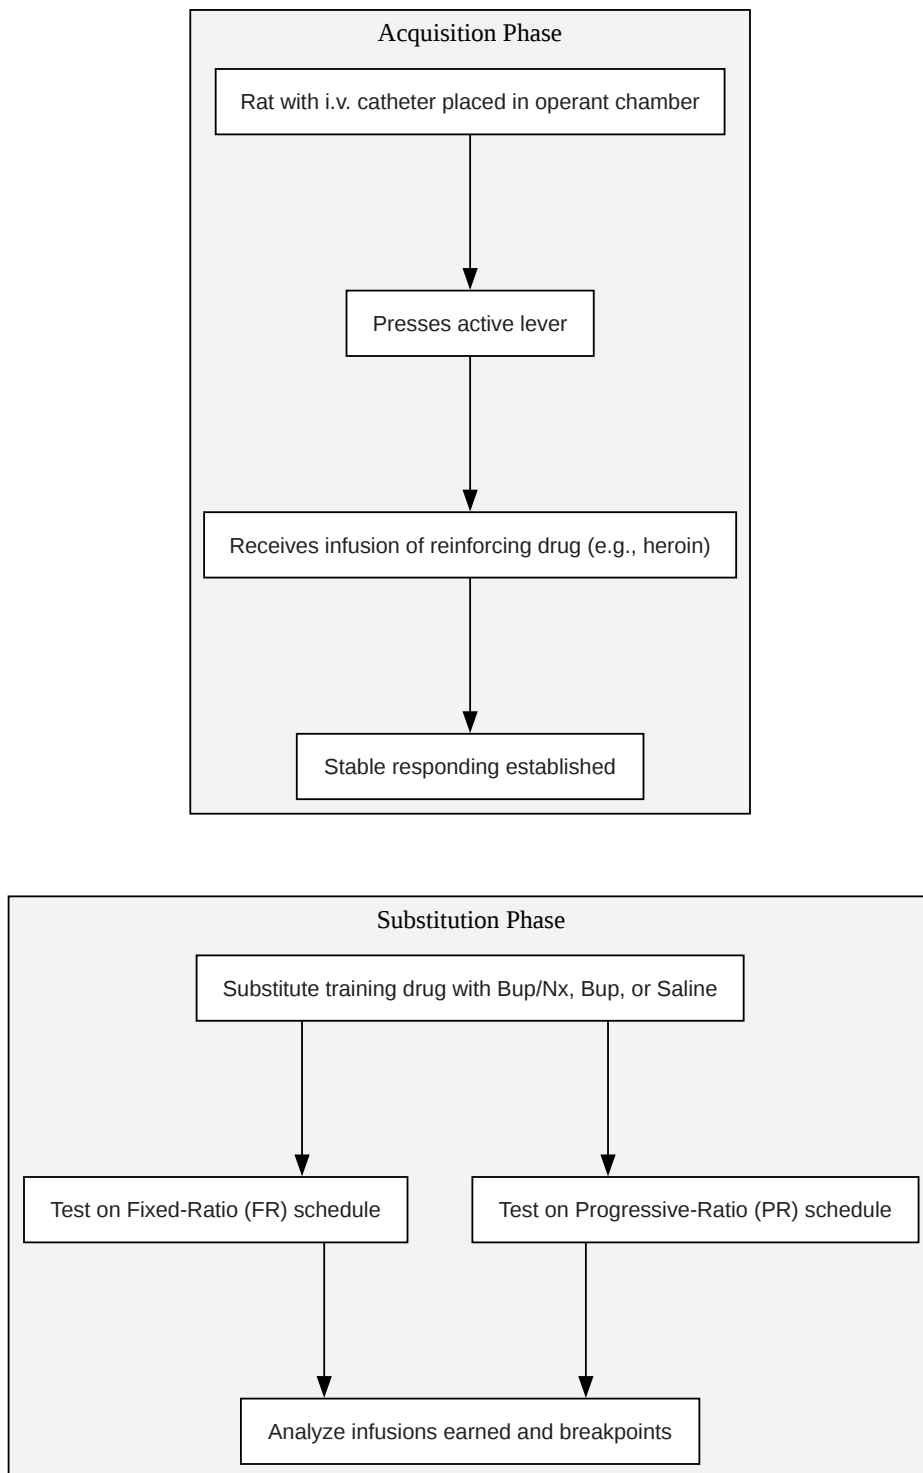 Acquisition Phase
Rat with i.v. catheter placed in operant chamber
Presses active lever
Receives infusion of reinforcing drug (e.g., heroin)
Stable responding established
Substitution Phase
Substitute training drug with Bup/Nx, Bup, or Saline
Test on Fixed-Ratio (FR) schedule
Test on Progressive-Ratio (PR) schedule
Analyze infusions earned and breakpoints